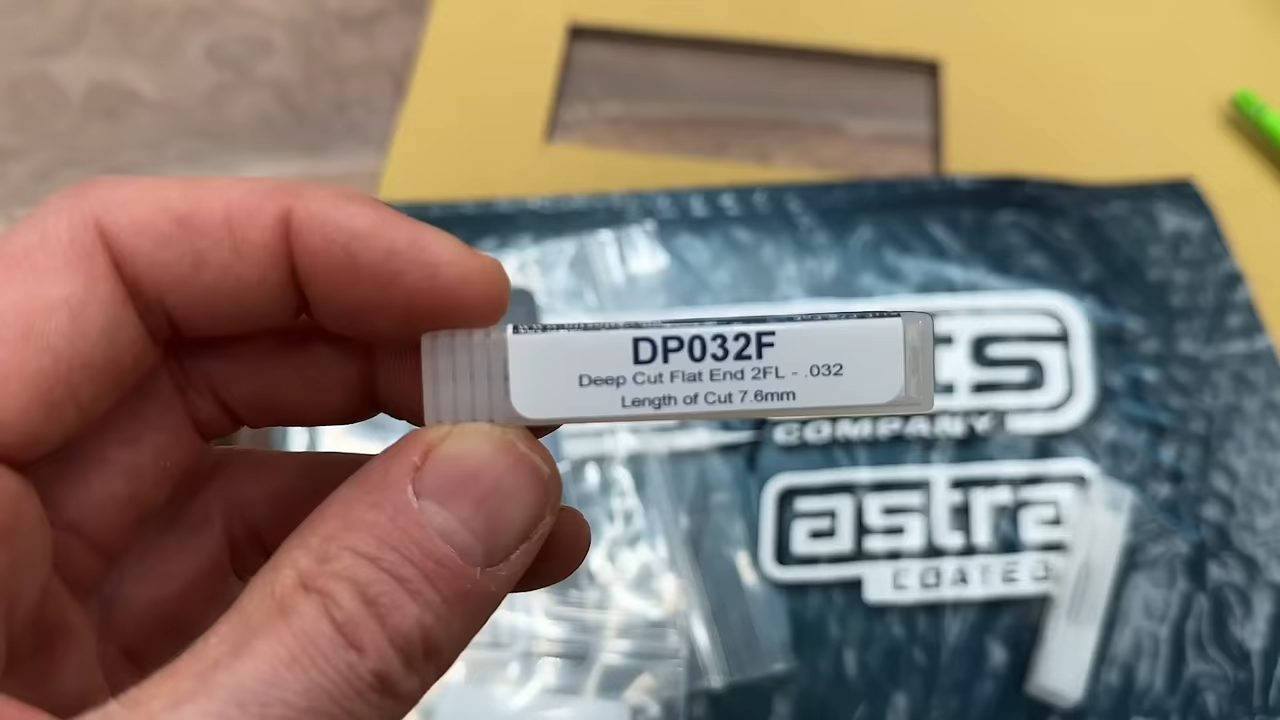 DP032F
Deep Cut Flat End 2FL - .032
Length of Cut 7.6mm
COMPANY
astra
COATED